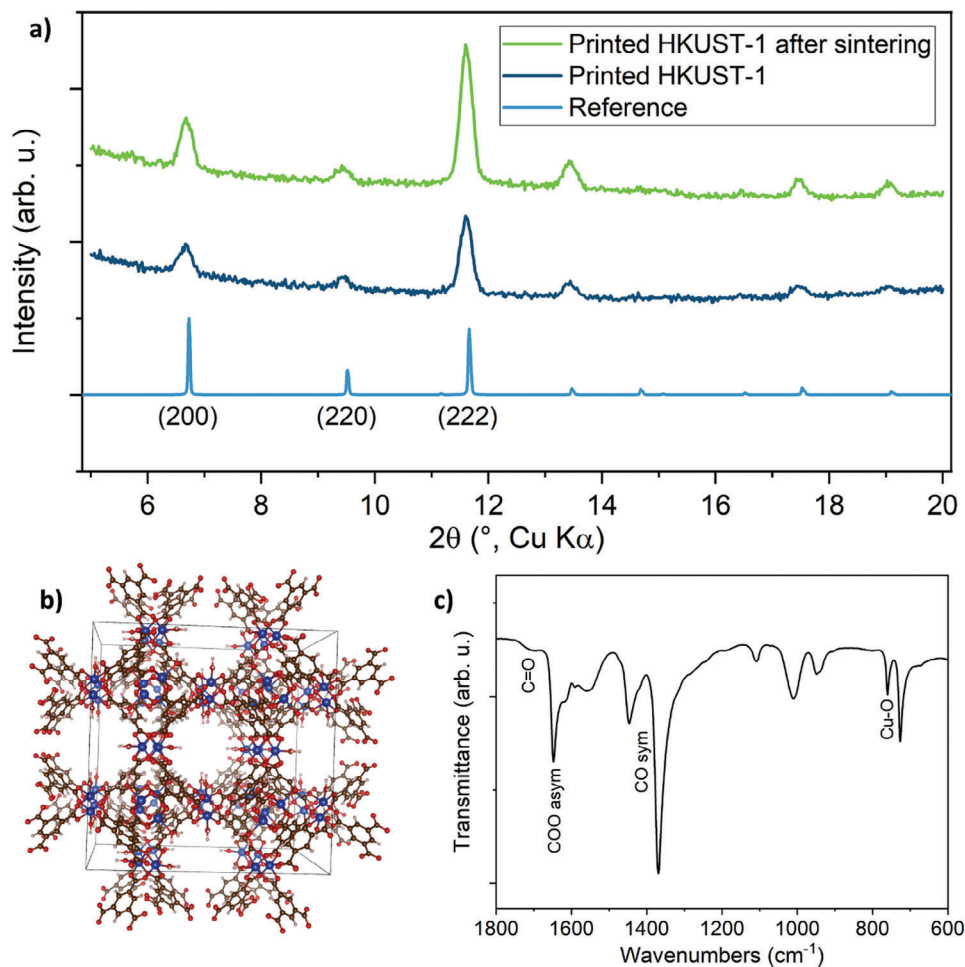 a)
Printed HKUST-1 after sintering
Printed HKUST-1
Reference
Intensity (arb. u.)
(200)
(220)
(222)
6
8
10
12
14
16
18
20
2θ (°, Cu Kα)
b)
c)
Transmittance (arb. u.)
C=O
COO asym
CO sym
Cu-O
1800
1600
1400
1200
1000
800
600
Wavenumbers (cm⁻¹)